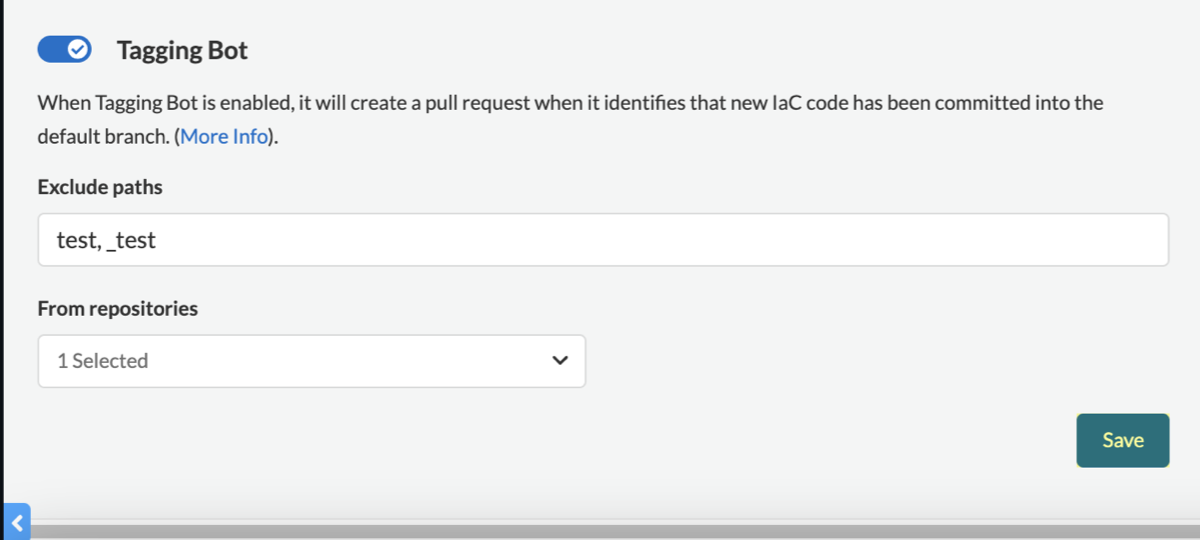 Tagging Bot
When Tagging Bot is enabled, it will create a pull request when it identifies that new IaC code has been committed into the
default branch. (More Info).
Exclude paths
test, _test
From repositories
1 Selected
Save